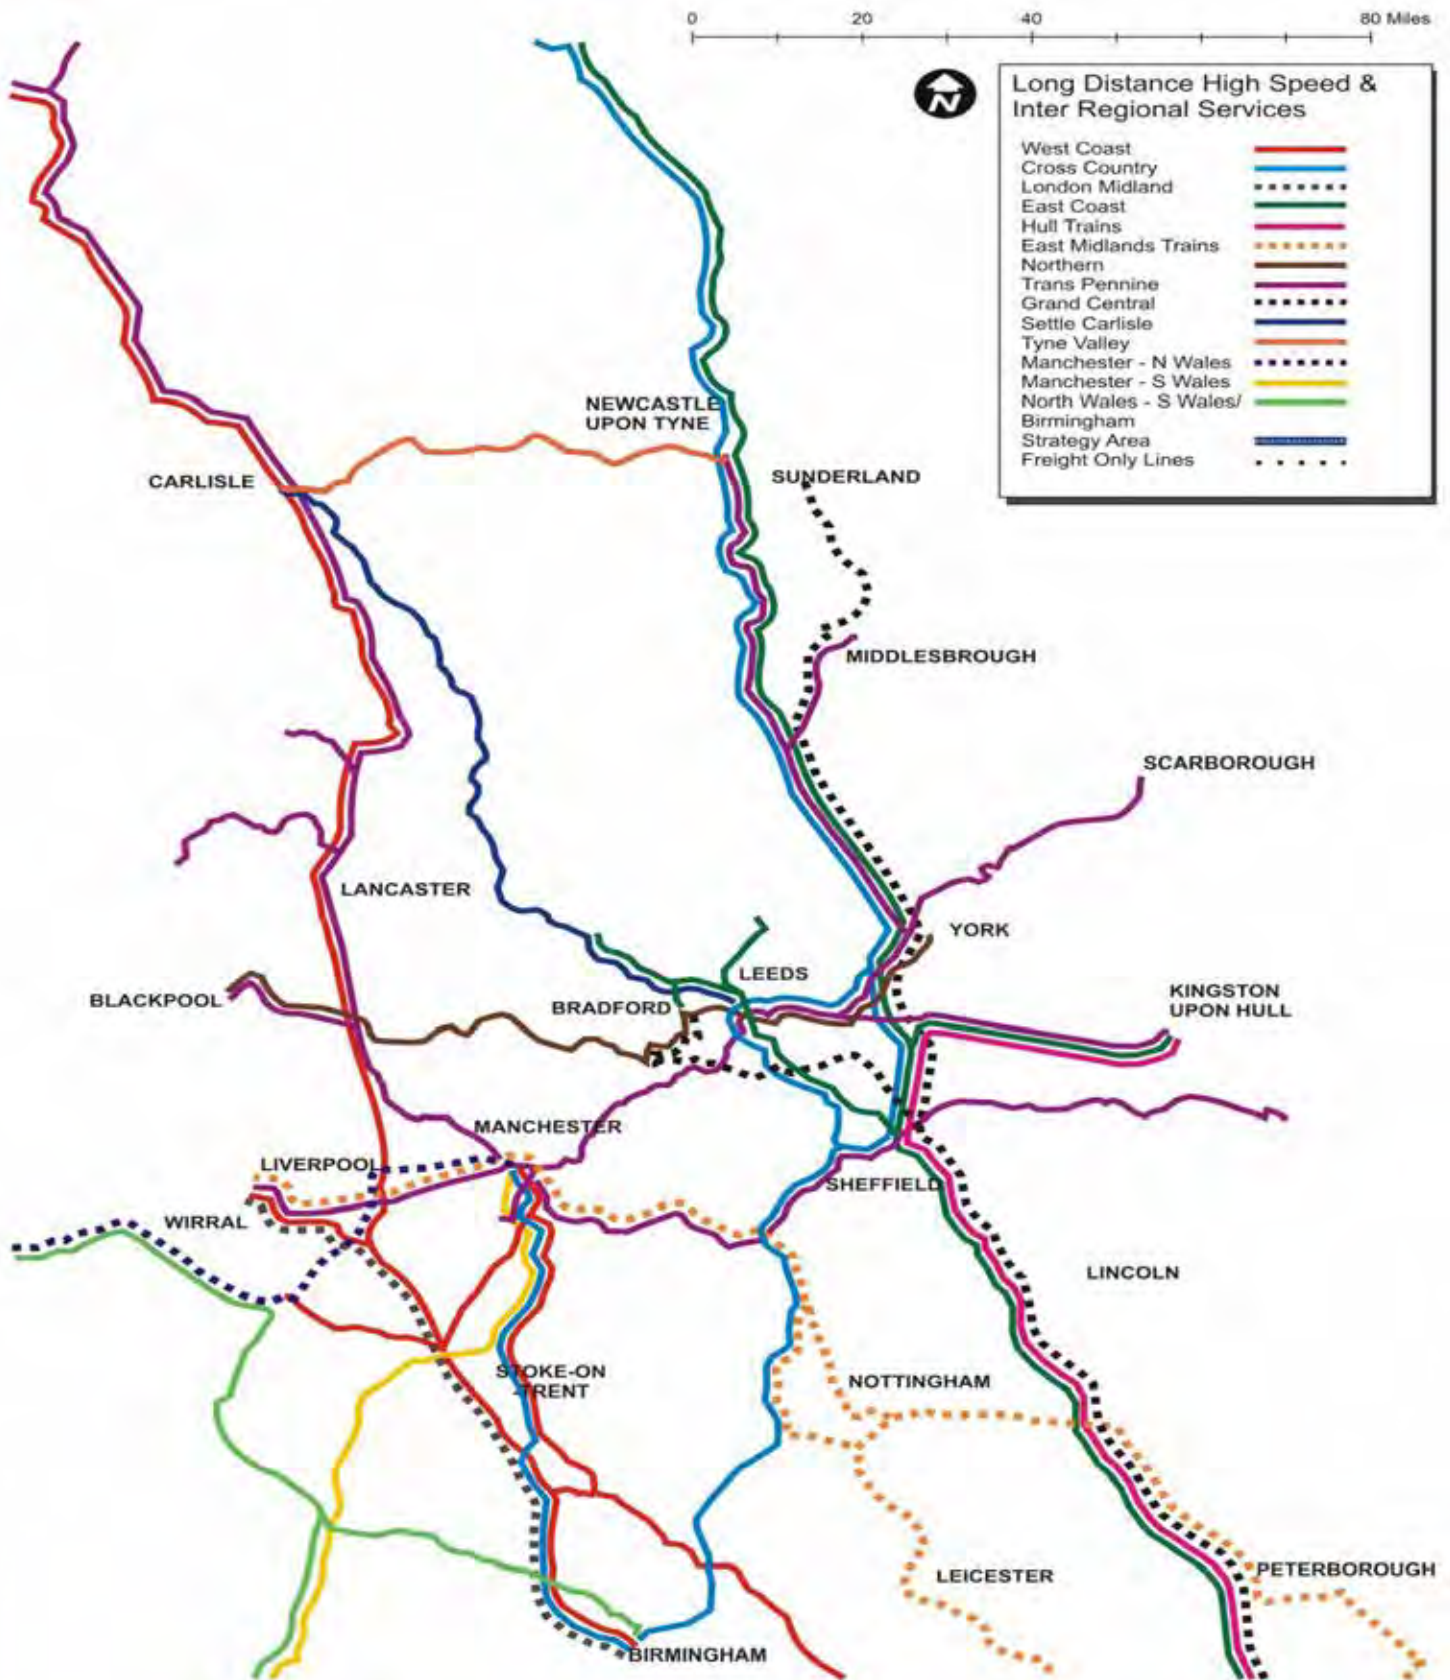 0 20 40 80 Miles
N
Long Distance High Speed &
Inter Regional Services
West Coast
Cross Country
London Midland
East Coast
Hull Trains
East Midlands Trains
Northern
Trans Pennine
Grand Central
Settle Carlisle
Tyne Valley
Manchester - N Wales
Manchester - S Wales
North Wales - S Wales/
Birmingham
Strategy Area
Freight Only Lines
NEWCASTLE
UPON TYNE
CARLISLE
SUNDERLAND
MIDDLESBROUGH
SCARBOROUGH
LANCASTER
YORK
LEEDS
BLACKPOOL
BRADFORD
KINGSTON
UPON HULL
MANCHESTER
LIVERPOOL
SHEFFIELD
WIRRAL
LINCOLN
STOKE-ON
-TRENT
NOTTINGHAM
LEICESTER
PETERBOROUGH
BIRMINGHAM